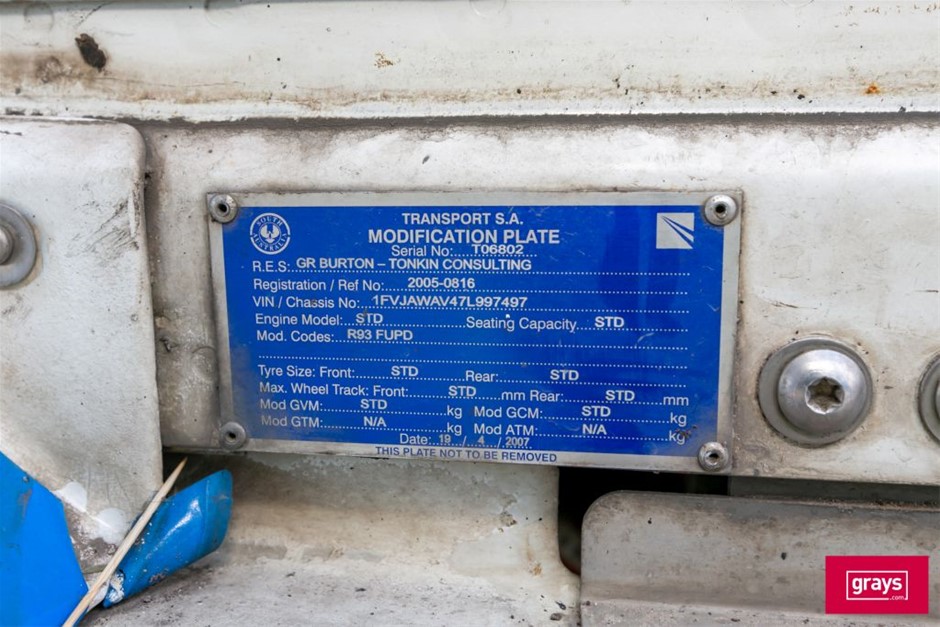 SOUTH AUSTRALIA
TRANSPORT S.A.
MODIFICATION PLATE
Serial No: T06802
R.E.S: GR BURTON – TONKIN CONSULTING
Registration / Ref No: 2005-0816
VIN / Chassis No: 1FVJAWAV47L997497
Engine Model: STD Seating Capacity STD
Mod. Codes: R93 FUPD
Tyre Size: Front: STD Rear: STD
Max. Wheel Track: Front: STD mm Rear: STD mm
Mod GVM: STD kg Mod GCM: STD kg
Mod GTM: N/A kg Mod ATM: N/A kg
Date: 19 / 4 / 2007
THIS PLATE NOT TO BE REMOVED
grays
.com